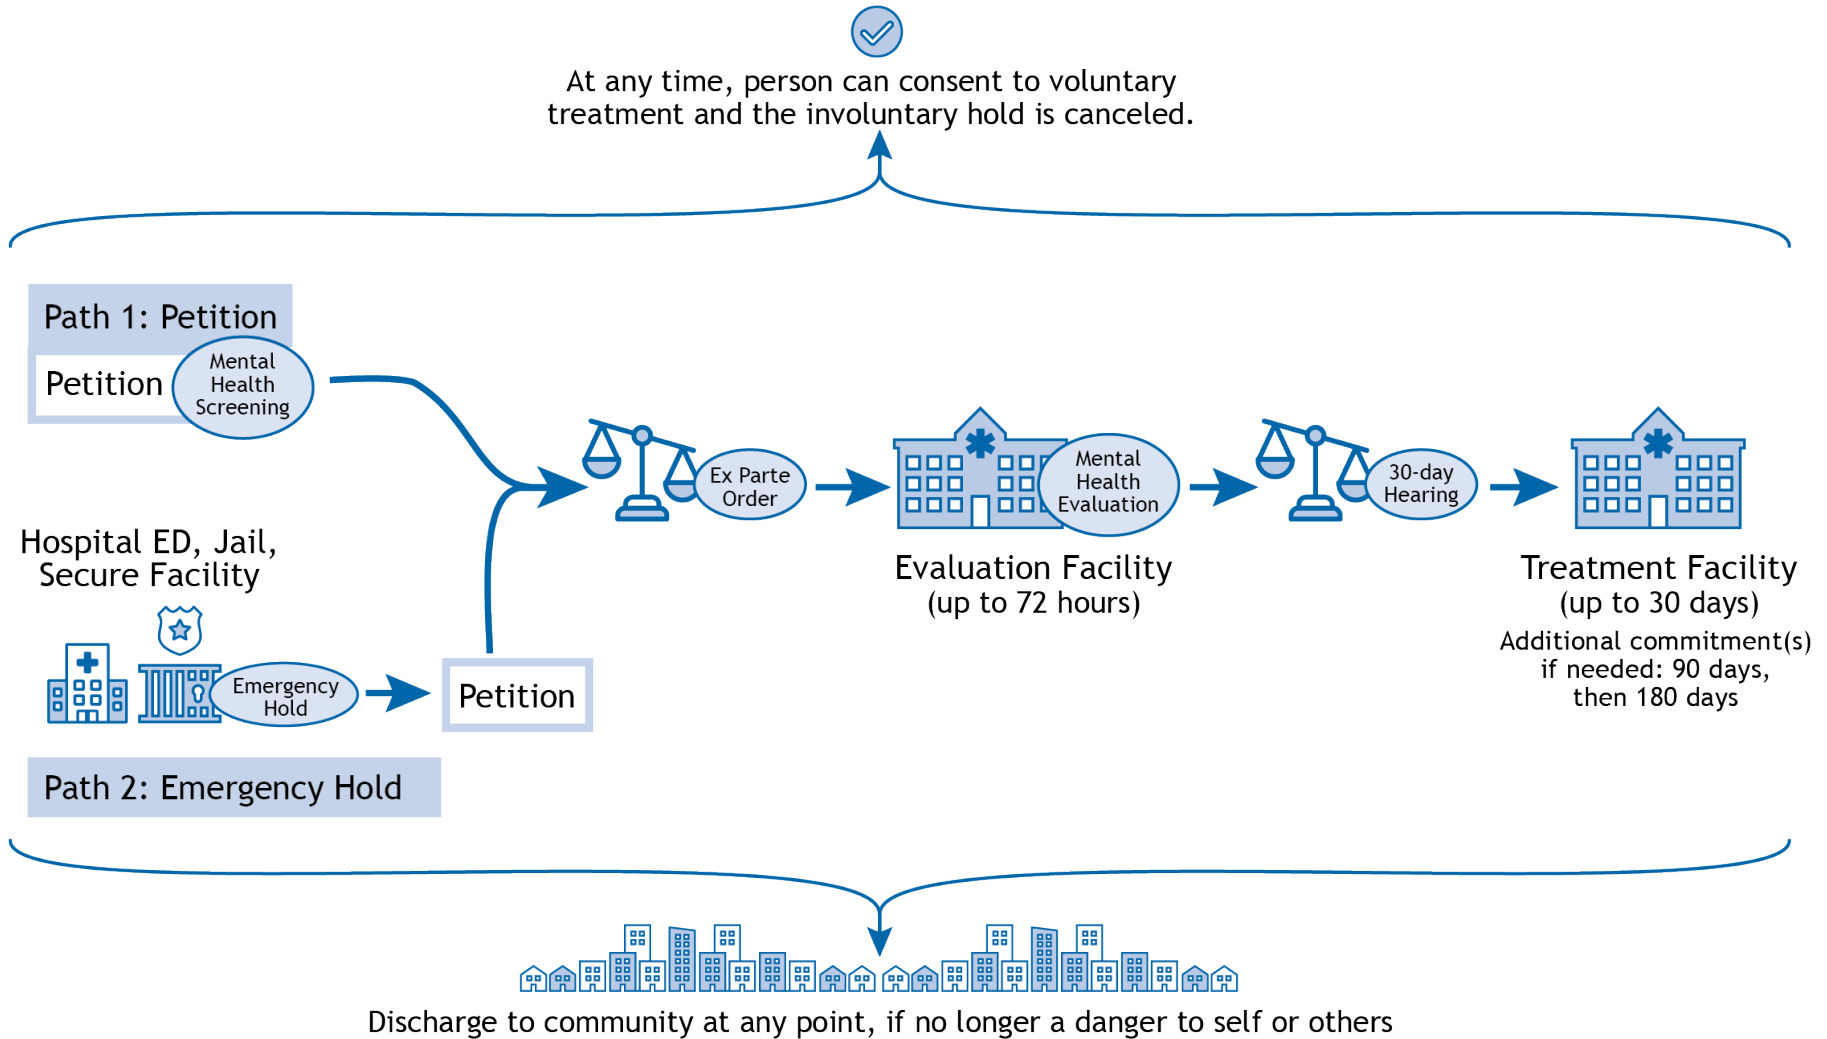 At any time, person can consent to voluntary
treatment and the involuntary hold is canceled.
Path 1: Petition
Petition
Mental
Health
Screening
Hospital ED, Jail,
Secure Facility
Emergency
Hold
Petition
Path 2: Emergency Hold
Ex Parte
Order
Mental
Health
Evaluation
Evaluation Facility
(up to 72 hours)
30-day
Hearing
Treatment Facility
(up to 30 days)
Additional commitment(s)
if needed: 90 days,
then 180 days
Discharge to community at any point, if no longer a danger to self or others